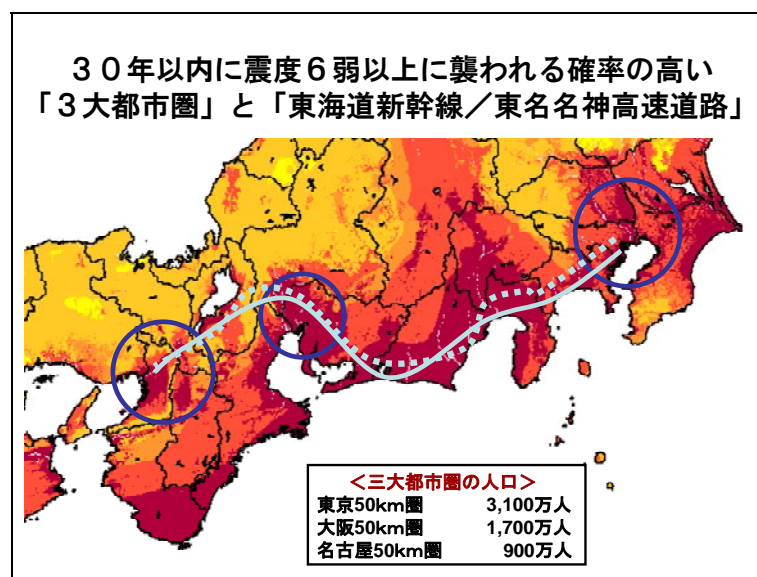 ３０年以内に震度６弱以上に襲われる確率の高い
「３大都市圏」と「東海道新幹線／東名名神高速道路」
＜三大都市圏の人口＞
東京50km圏 3,100万人
大阪50km圏 1,700万人
名古屋50km圏 900万人